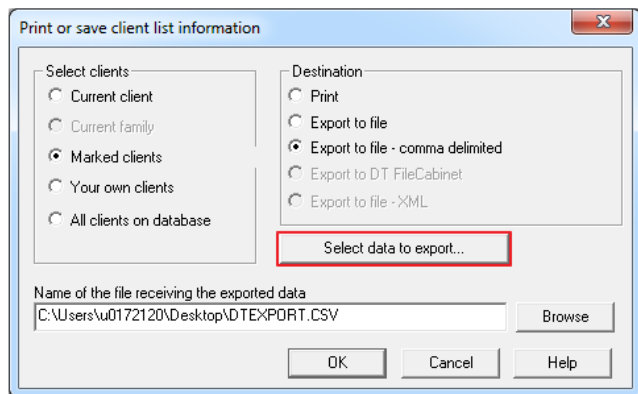 Print or save client list information
Select clients
Current client
Current family
Marked clients
Your own clients
All clients on database
Destination
Print
Export to file
Export to file - comma delimited
Export to DT FileCabinet
Export to file - XML
Select data to export...
Name of the file receiving the exported data
C:\Users\u0172120\Desktop\DTEXPORT.CSV
Browse
OK
Cancel
Help